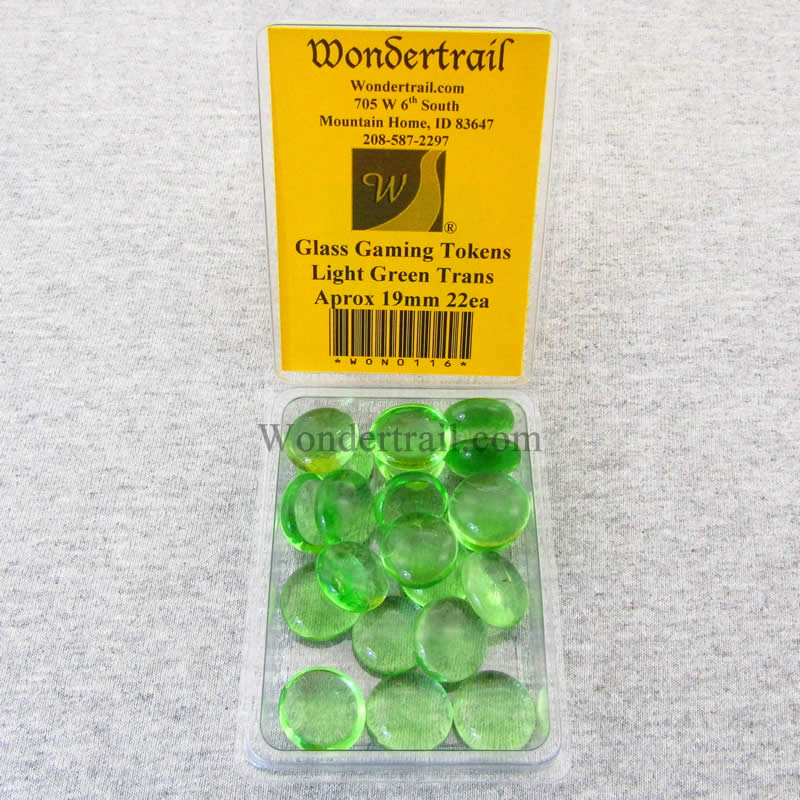 Wondertrail
Wondertrail.com
705 W 6th South
Mountain Home, ID 83647
208-587-2297
W
®
Glass Gaming Tokens
Light Green Trans
Aprox 19mm 22ea
*WON0116*
Wondertrail.com